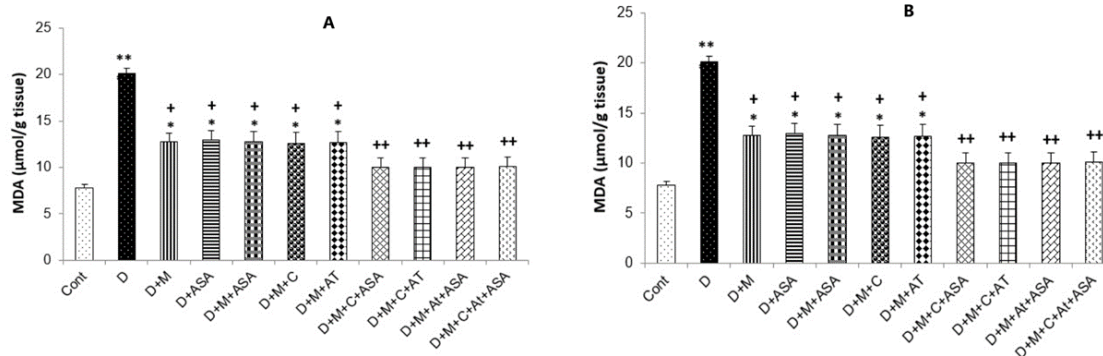 A
MDA (µmol/g tissue)
25
20
15
10
5
0
**
+
*
+
*
+
*
+
*
+
*
++
++
++
++
Cont
D
D+M
D+ASA
D+M+ASA
D+M+C
D+M+AT
D+M+C+ASA
D+M+C+AT
D+M+At+ASA
D+M+C+At+ASA
B
MDA (µmol/g tissue)
25
20
15
10
5
0
**
+
*
+
*
+
*
+
*
+
*
++
++
++
++
Cont
D
D+M
D+ASA
D+M+ASA
D+M+C
D+M+AT
D+M+C+ASA
D+M+C+AT
D+M+At+ASA
D+M+C+At+ASA